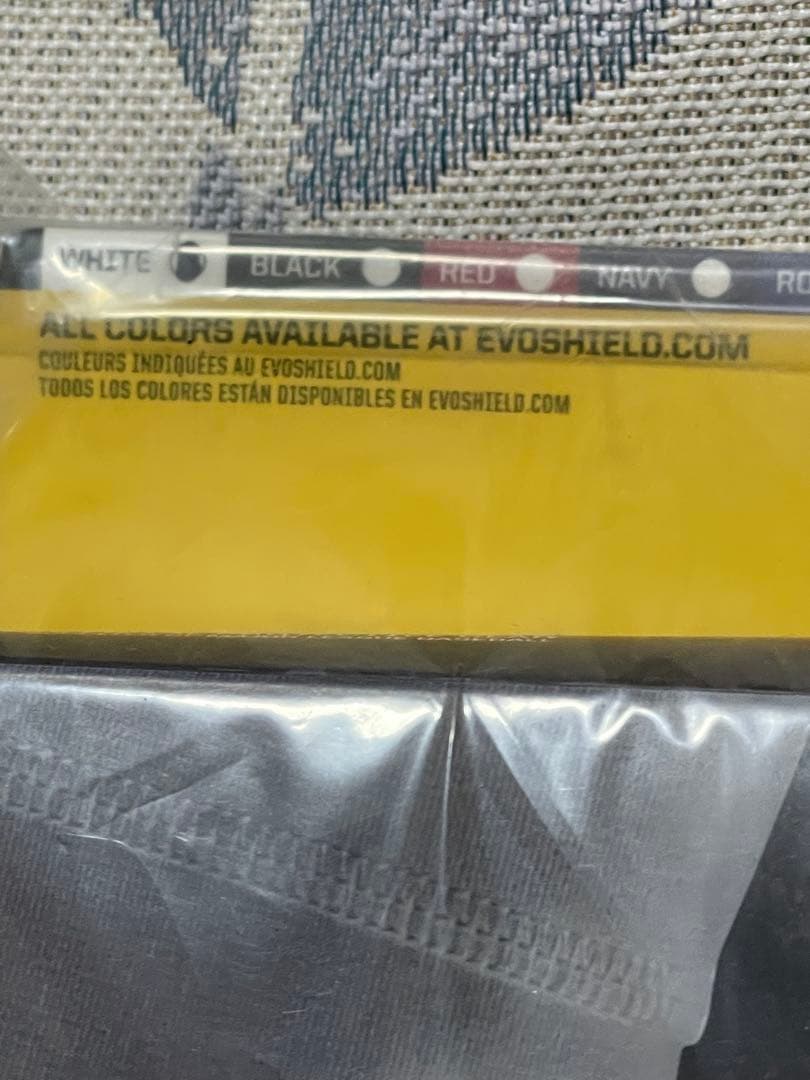 WHITE BLACK RED NAVY RO
ALL COLORS AVAILABLE AT EVOSHIELD.COM
COULEURS INDIQUÉES AU EVOSHIELD.COM
TODOS LOS COLORES ESTÁN DISPONIBLES EN EVOSHIELD.COM